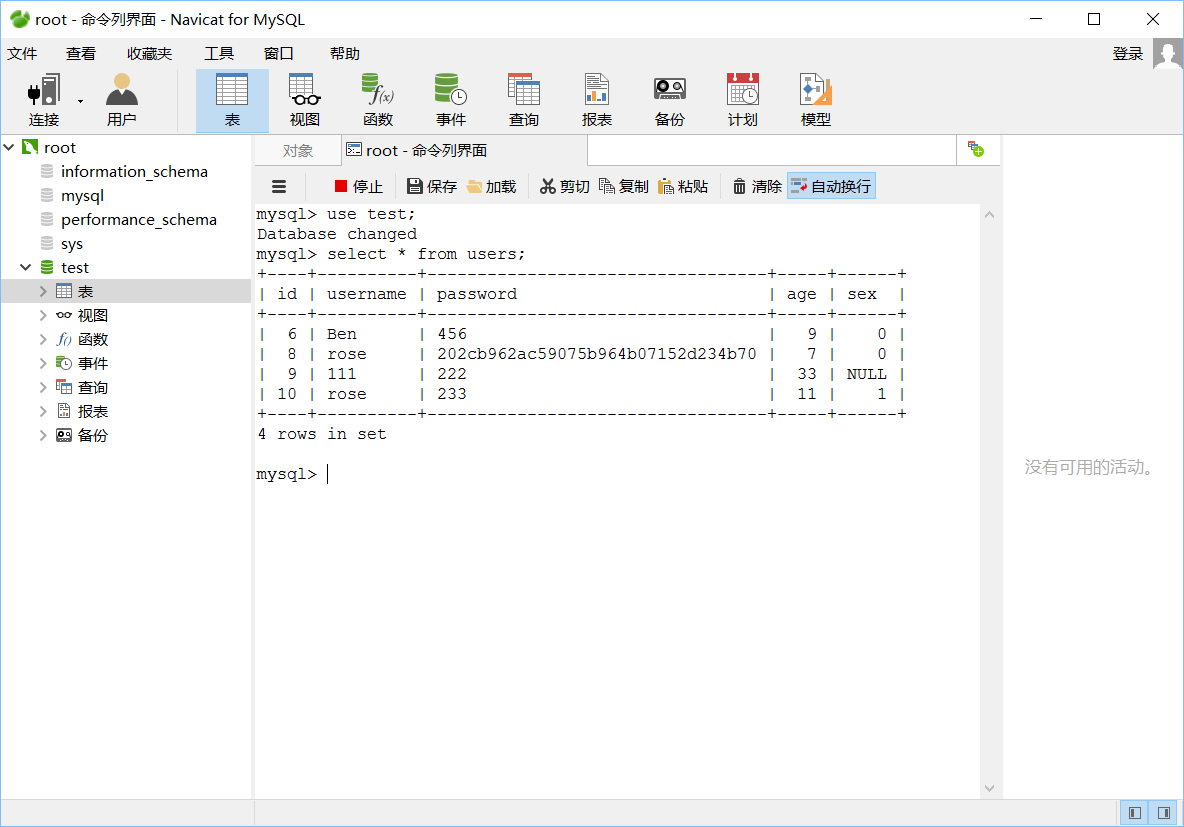 root - 命令列界面 - Navicat for MySQL
文件 查看 收藏夹 工具 窗口 帮助 登录
连接 用户 表 视图 函数 事件 查询 报表 备份 计划 模型
root
information_schema
mysql
performance_schema
sys
test
表
视图
函数
事件
查询
报表
备份
对象 root - 命令列界面
停止 保存 加载 剪切 复制 粘贴 清除 自动换行
mysql> use test;
Database changed
mysql> select * from users;
+----+----------+----------------------------------+-----+------+
| id | username | password                         | age | sex  |
+----+----------+----------------------------------+-----+------+
|  6 | Ben      | 456                              |   9 |    0 |
|  8 | rose     | 202cb962ac59075b964b07152d234b70 |   7 |    0 |
|  9 | 111      | 222                              |  33 | NULL |
| 10 | rose     | 233                              |  11 |    1 |
+----+----------+----------------------------------+-----+------+
4 rows in set
mysql>
没有可用的活动。